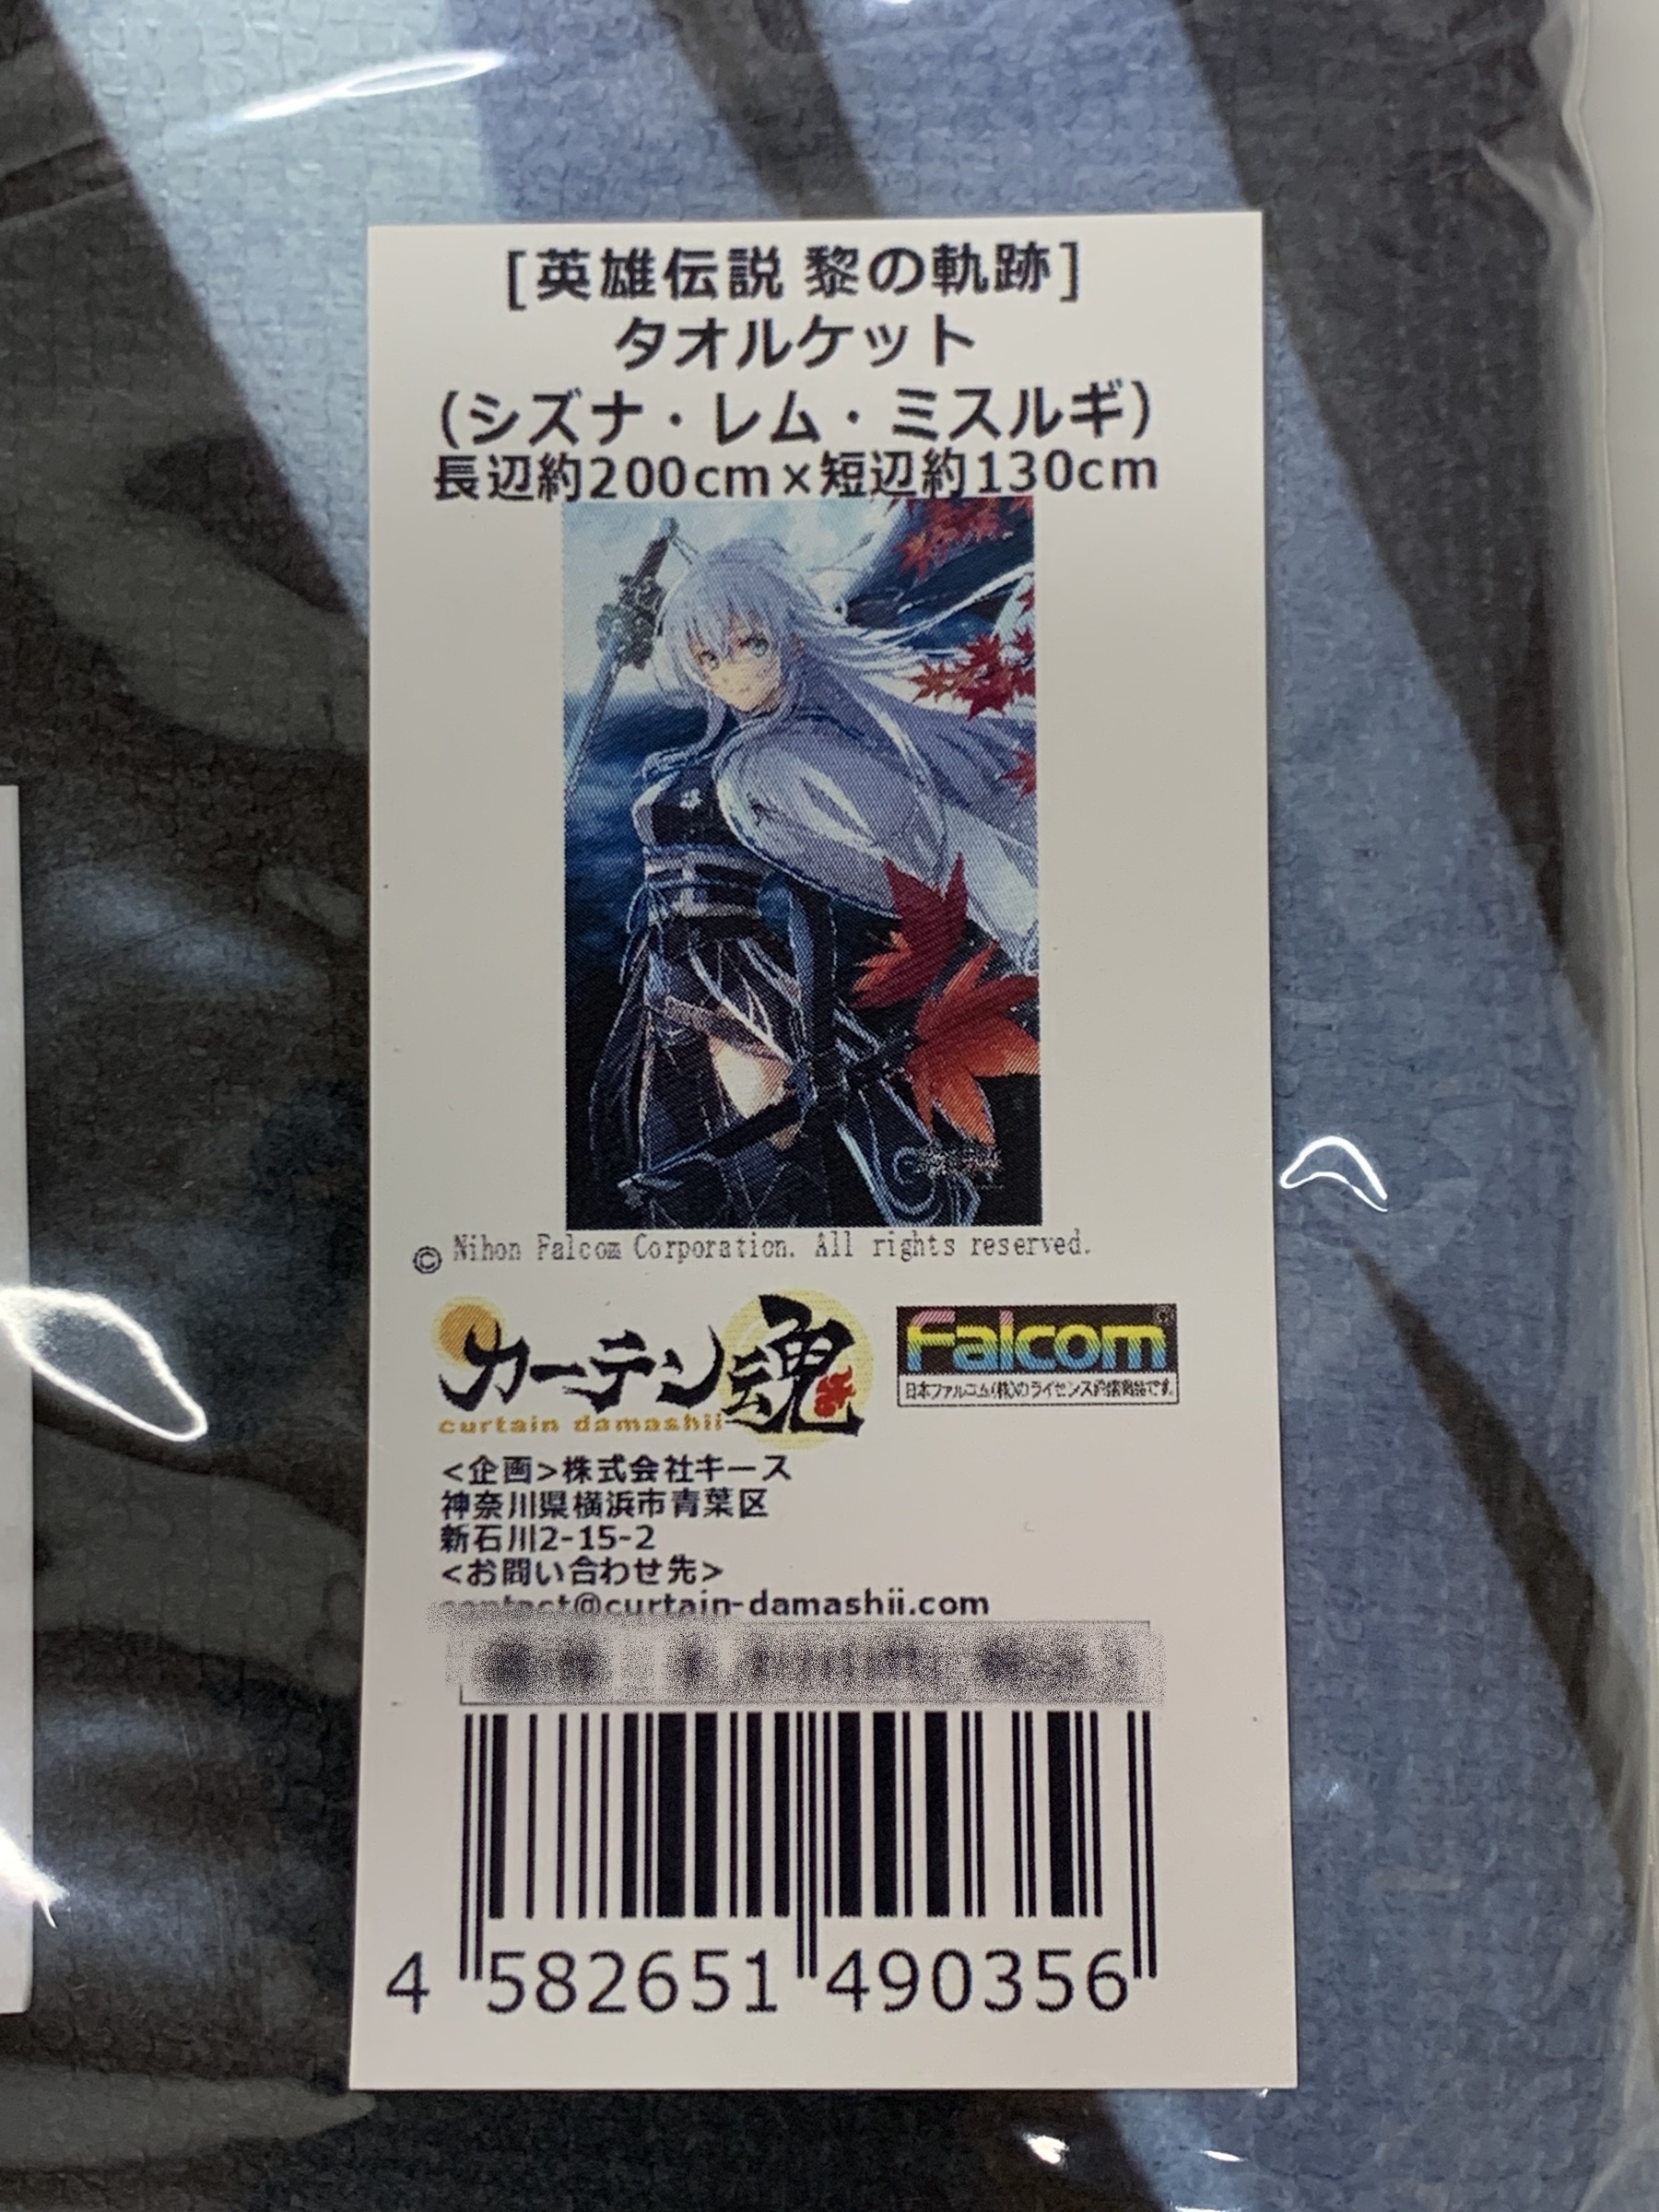 [英雄伝説 黎の軌跡]
タオルケット
(シズナ・レム・ミスルギ)
長辺約200cm×短辺約130cm
© Nihon Falcom Corporation. All rights reserved.
カーテン魂
curtain damashii
Falcom
日本ファルコム(株)のライセンス許諾商品です。
<企画>株式会社キース
神奈川県横浜市青葉区
新石川2-15-2
<お問い合わせ先>
contact@curtain-damashii.com
4 582651 490356